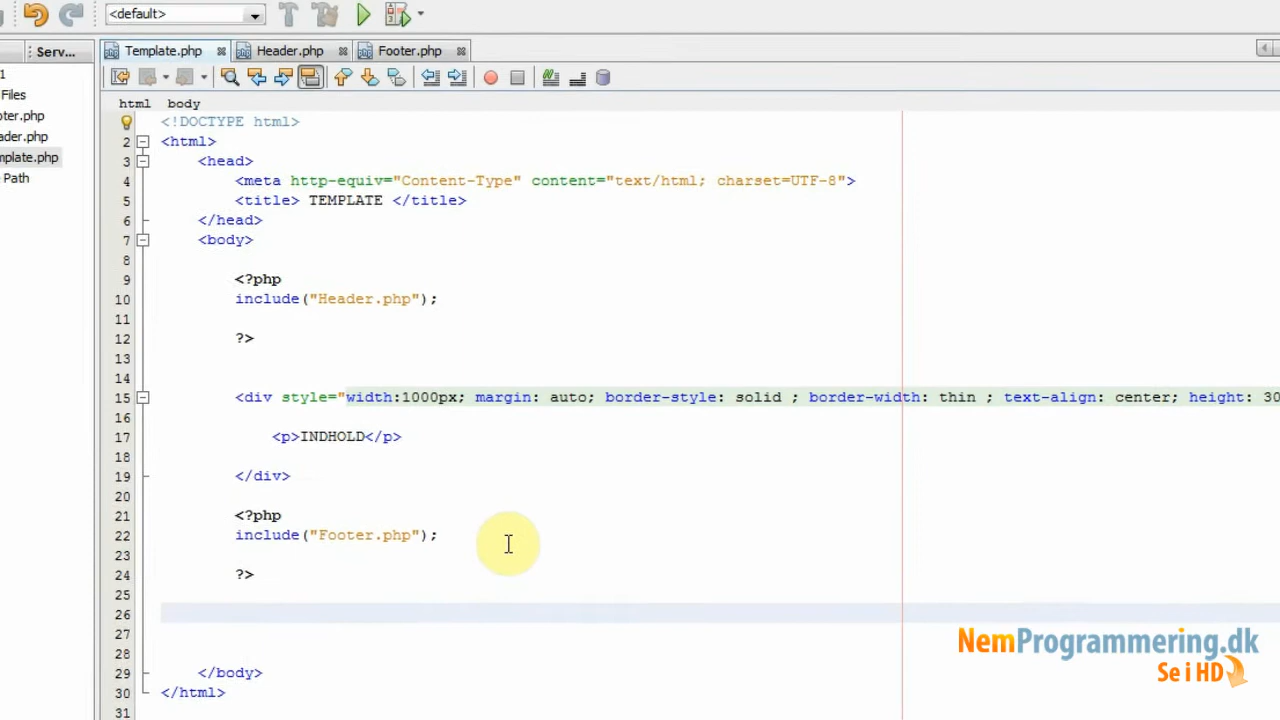 <default>
Serv...
Template.php
Header.php
Footer.php
1
Files
oter.php
ader.php
mplate.php
Path
html body
<!DOCTYPE html>
2 <html>
3 <head>
4 <meta http-equiv="Content-Type" content="text/html; charset=UTF-8">
5 <title> TEMPLATE </title>
6 </head>
7 <body>
8
9 <?php
10 include("Header.php");
11
12 ?>
13
14
15 <div style="width:1000px; margin: auto; border-style: solid ; border-width: thin ; text-align: center; height: 30
16
17 <p>INDHOLD</p>
18
19 </div>
20
21 <?php
22 include("Footer.php");
23
24 ?>
25
26
27
28
29 </body>
30 </html>
31
NemProgrammering.dk
Se i HD